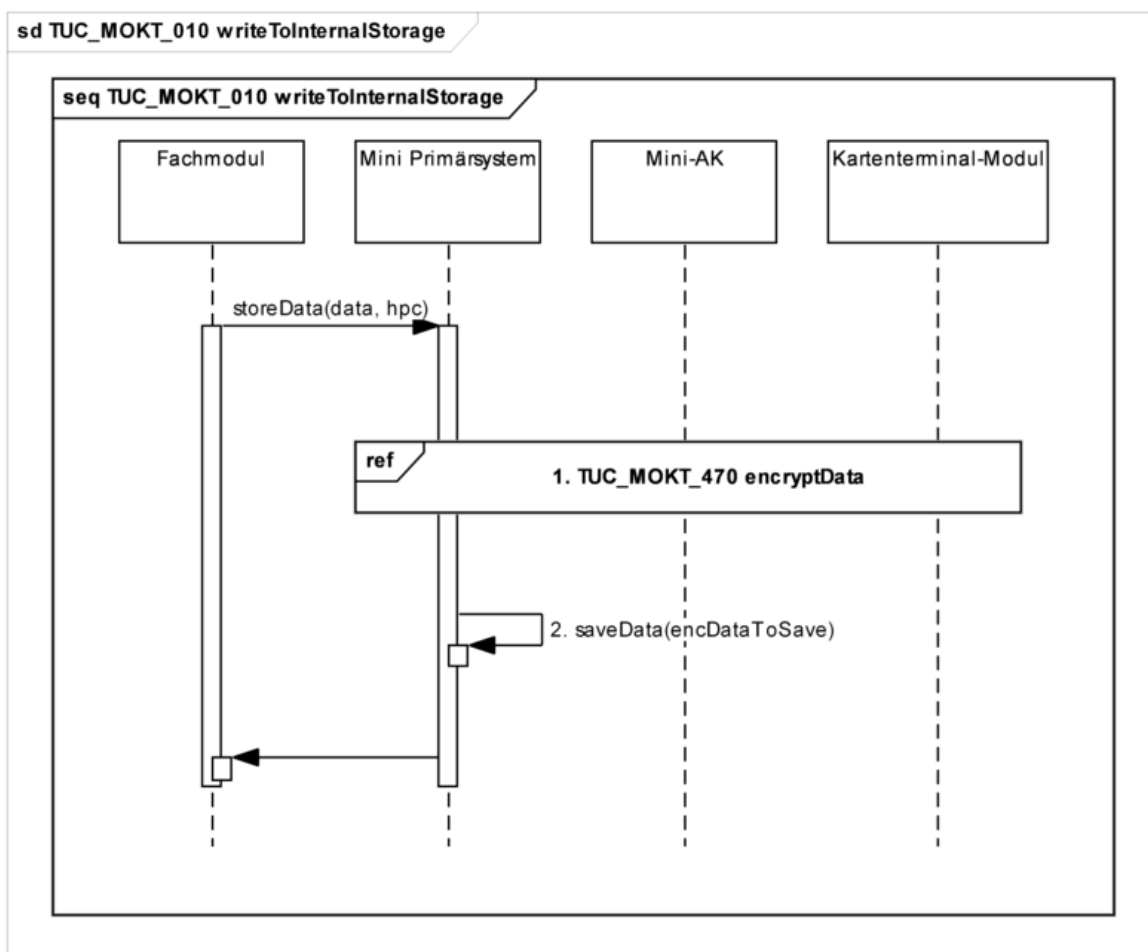 sd TUC_MOKT_010 writeToInternalStorage
seq TUC_MOKT_010 writeToInternalStorage
Fachmodul
Mini Primärsystem
Mini-AK
Kartenterminal-Modul
storeData(data, hpc)
ref
1. TUC_MOKT_470 encryptData
2. saveData(encDataToSave)